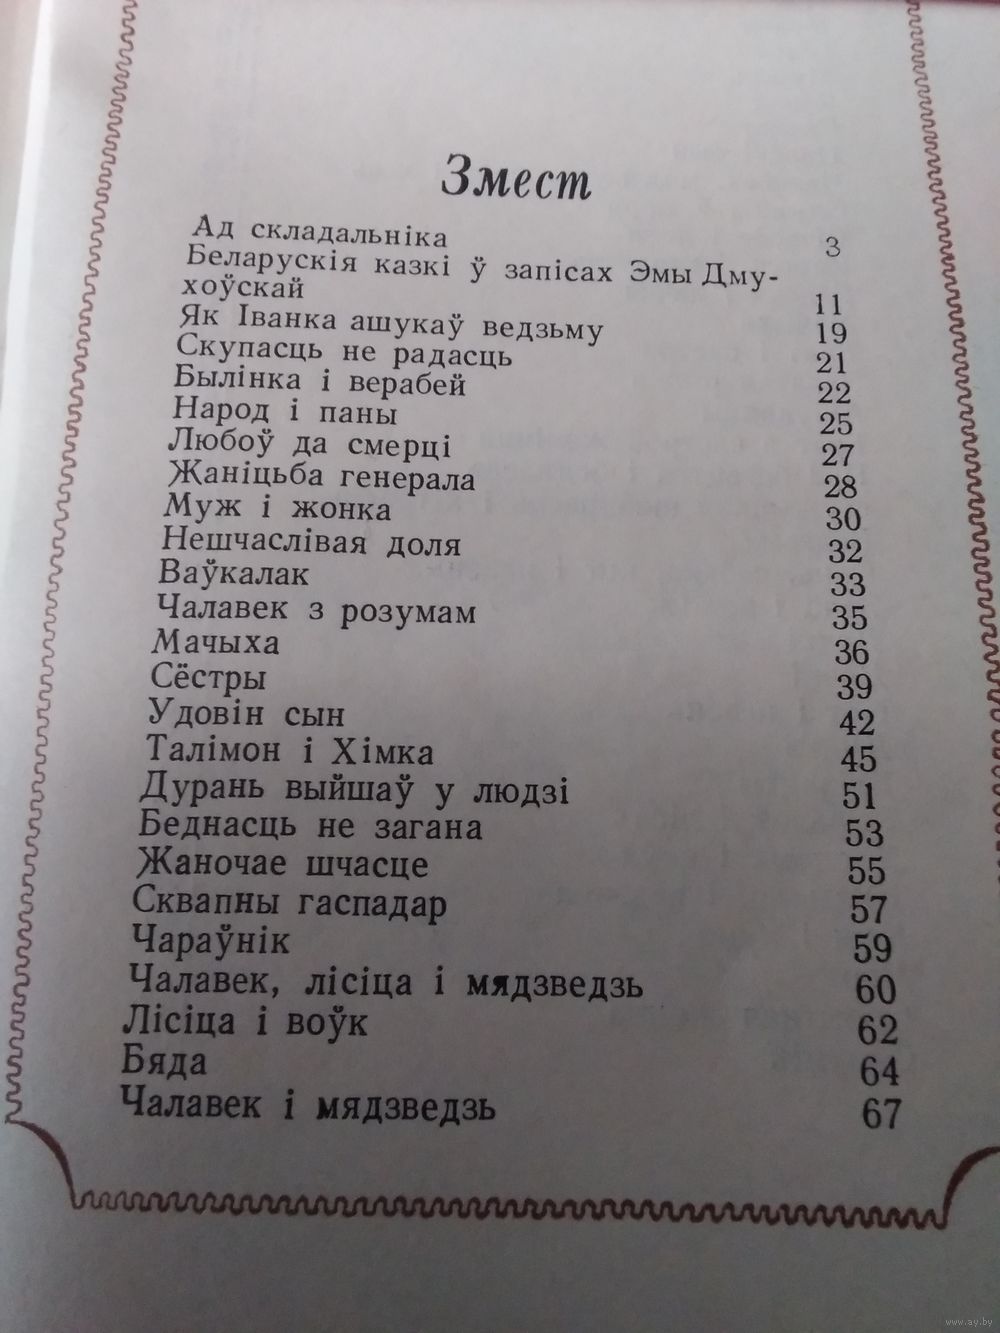 Змест
Ад складальніка 3
Беларускія казкі ў запісах Эмы Дму-
хоўскай 11
Як Іванка ашукаў ведзьму 19
Скупасць не радасць 21
Былінка і верабей 22
Народ і паны 25
Любоў да смерці 27
Жаніцьба генерала 28
Муж і жонка 30
Нешчаслівая доля 32
Ваўкалак 33
Чалавек з розумам 35
Мачыха 36
Сёстры 39
Удовін сын 42
Талімон і Хімка 45
Дурань выйшаў у людзі 51
Беднасць не загана 53
Жаночае шчасце 55
Сквапны гаспадар 57
Чараўнік 59
Чалавек, лісіца і мядзведзь 60
Лісіца і воўк 62
Бяда 64
Чалавек і мядзведзь 67
www.ay.by